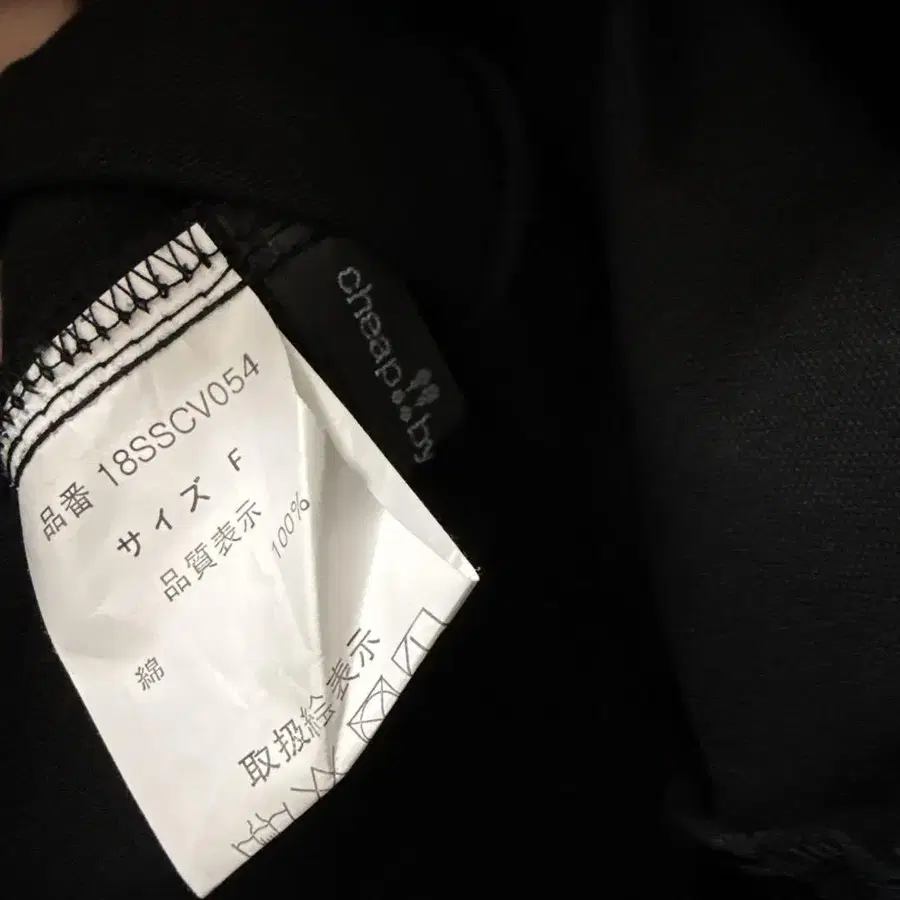 cheap!!by
品番 18SSCV054
サイズ F
品質表示
綿 100%
取扱絵表示